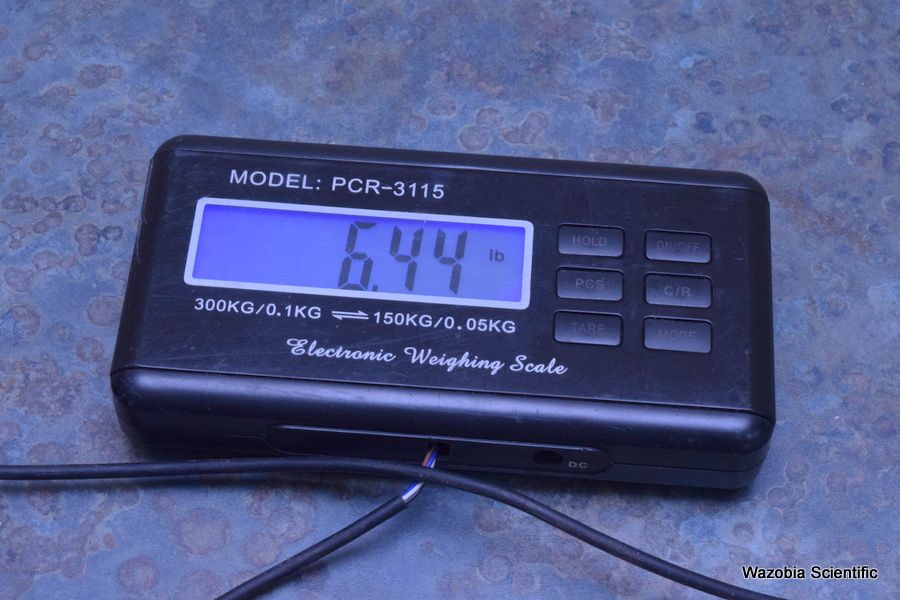 MODEL: PCR-3115
6.44 lb
300KG/0.1KG ⇌ 150KG/0.05KG
Electronic Weighing Scale
HOLD ON/OFF
PCS C/R
TARE MODE
DC
Wazobia Scientific